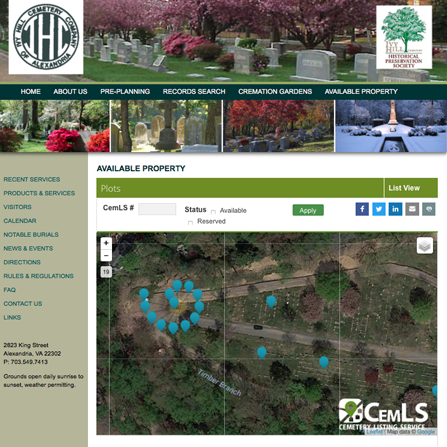 IVY HILL CEMETERY COMPANY
OF ALEXANDRIA
IHC
IVY HILL
HISTORICAL
PRESERVATION
SOCIETY
HOME ABOUT US PRE-PLANNING RECORDS SEARCH CREMATION GARDENS AVAILABLE PROPERTY
AVAILABLE PROPERTY
RECENT SERVICES
PRODUCTS & SERVICES
VISITORS
CALENDAR
NOTABLE BURIALS
NEWS & EVENTS
DIRECTIONS
RULES & REGULATIONS
FAQ
CONTACT US
LINKS
2823 King Street
Alexandria, VA 22302
P: 703.549.7413
Grounds open daily sunrise to
sunset, weather permitting.
Plots List View
CemLS # Status Available Apply
Reserved
+
−
19
Timber Branch
CEMLS
CEMETERY LISTING SERVICE
Leaflet | Map data © Google